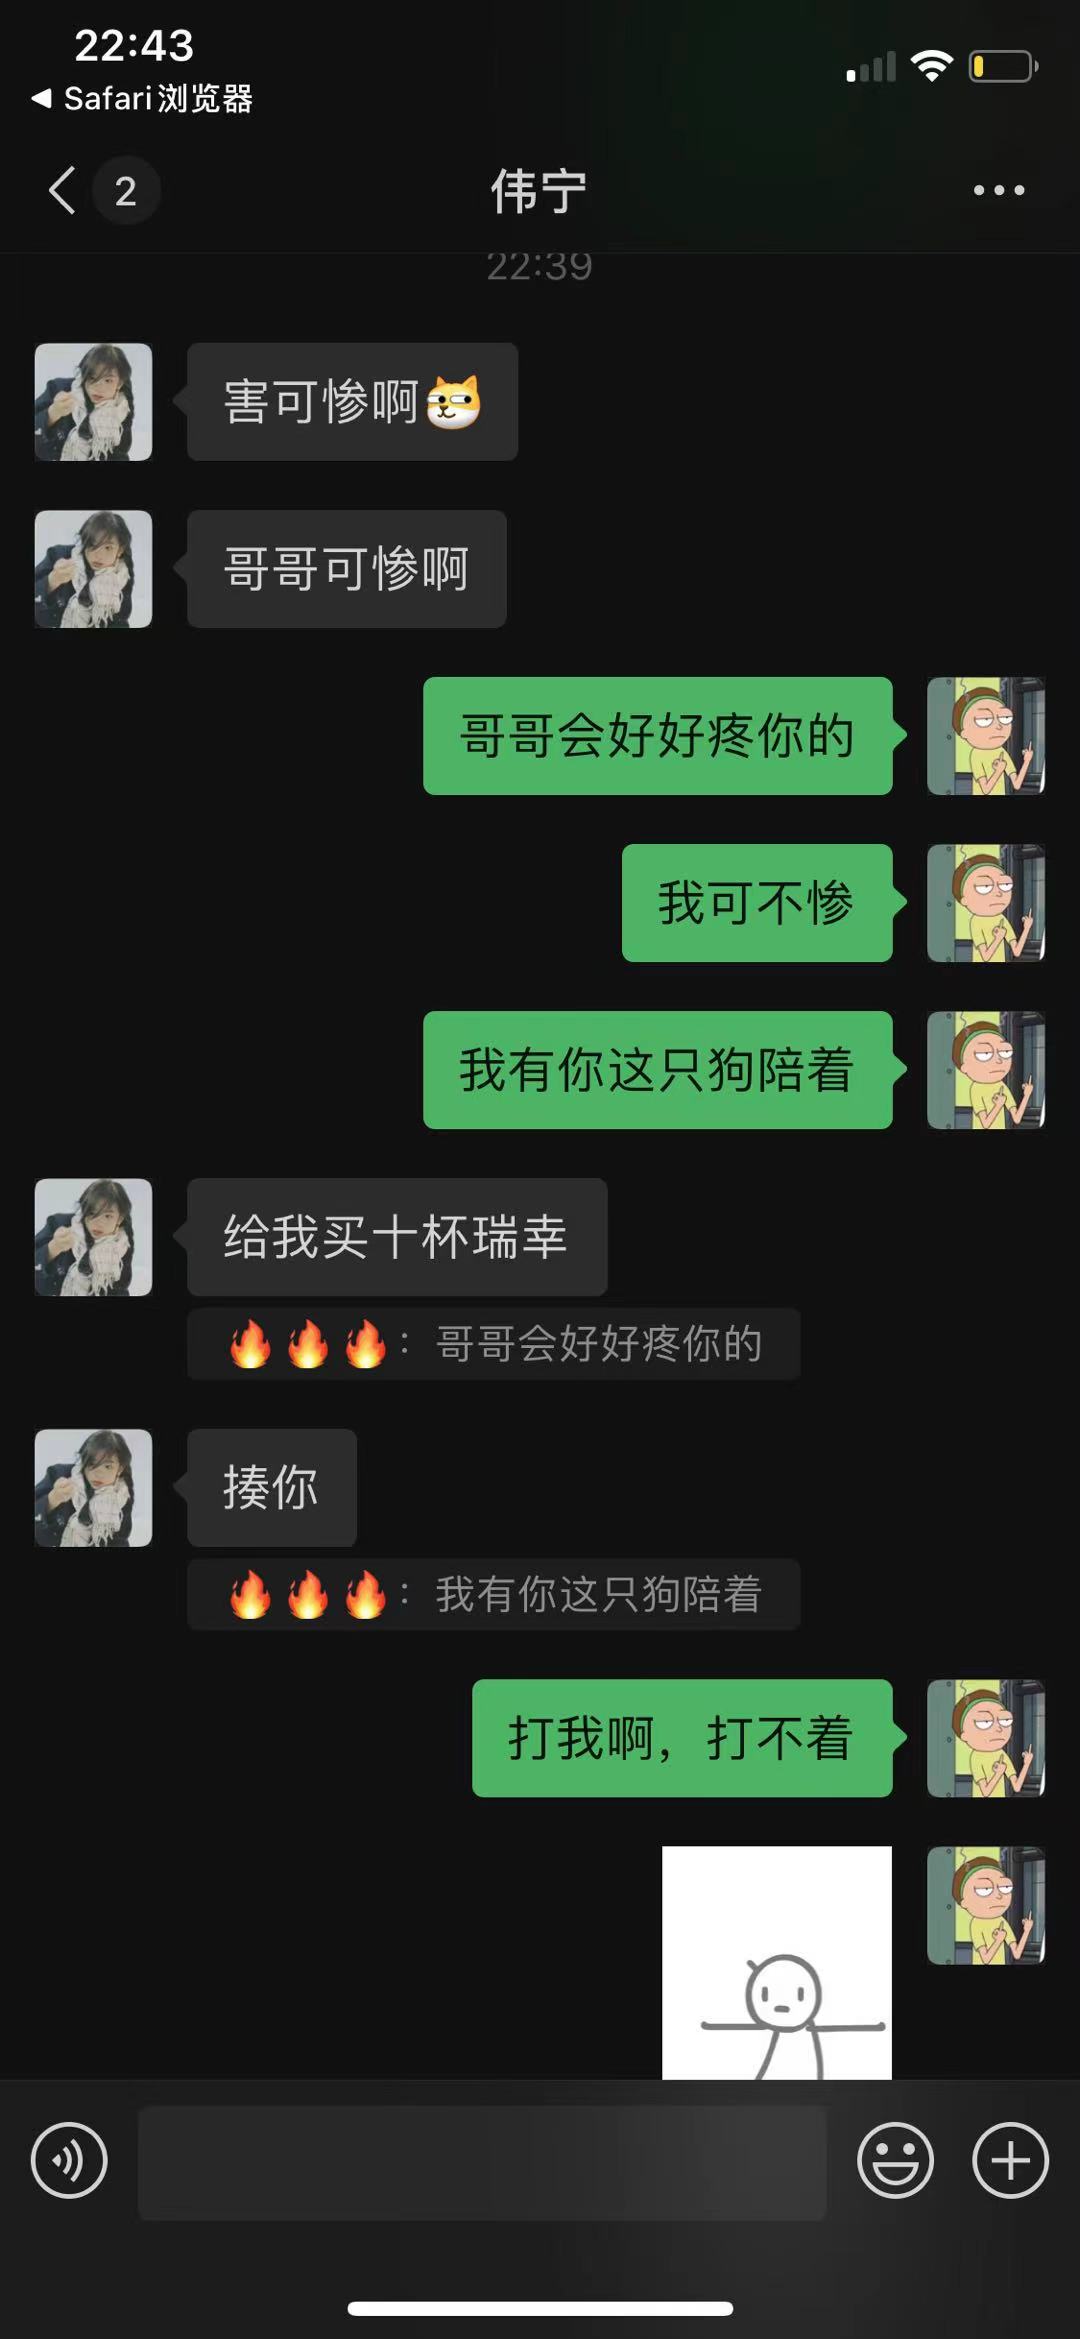 22:43
Safari浏览器
2
伟宁
22:39
害可惨啊
哥哥可惨啊
哥哥会好好疼你的
我可不惨
我有你这只狗陪着
给我买十杯瑞幸
🔥🔥🔥：哥哥会好好疼你的
揍你
🔥🔥🔥：我有你这只狗陪着
打我啊，打不着